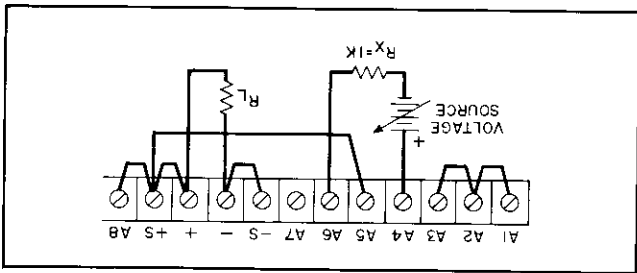 A1 A2 A3 A4 A5 A6 A7 -S - + +S A8
+
VOLTAGE
SOURCE
RL
RX=1K